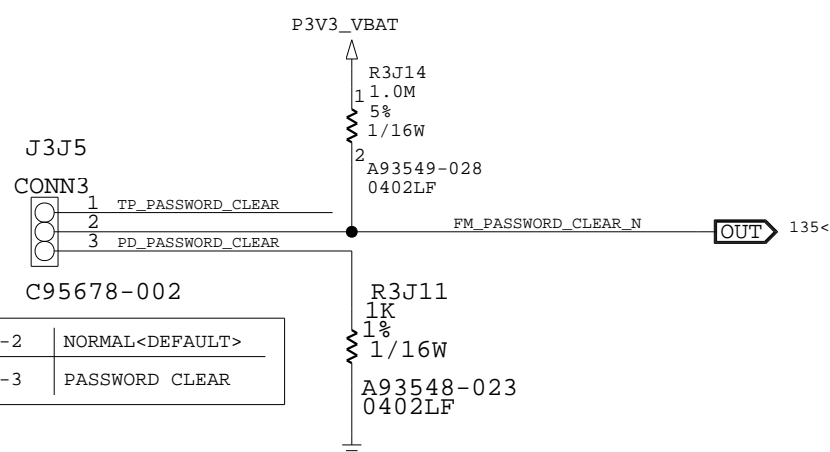 P3V3_VBAT
R3J14
1 1.0M
5%
1/16W
2
A93549-028
0402LF
J3J5
CONN3
1 TP_PASSWORD_CLEAR
2 FM_PASSWORD_CLEAR_N OUT 135<
3 PD_PASSWORD_CLEAR
C95678-002
R3J11
1K
1%
1/16W
A93548-023
0402LF
-2 NORMAL<DEFAULT>
-3 PASSWORD CLEAR